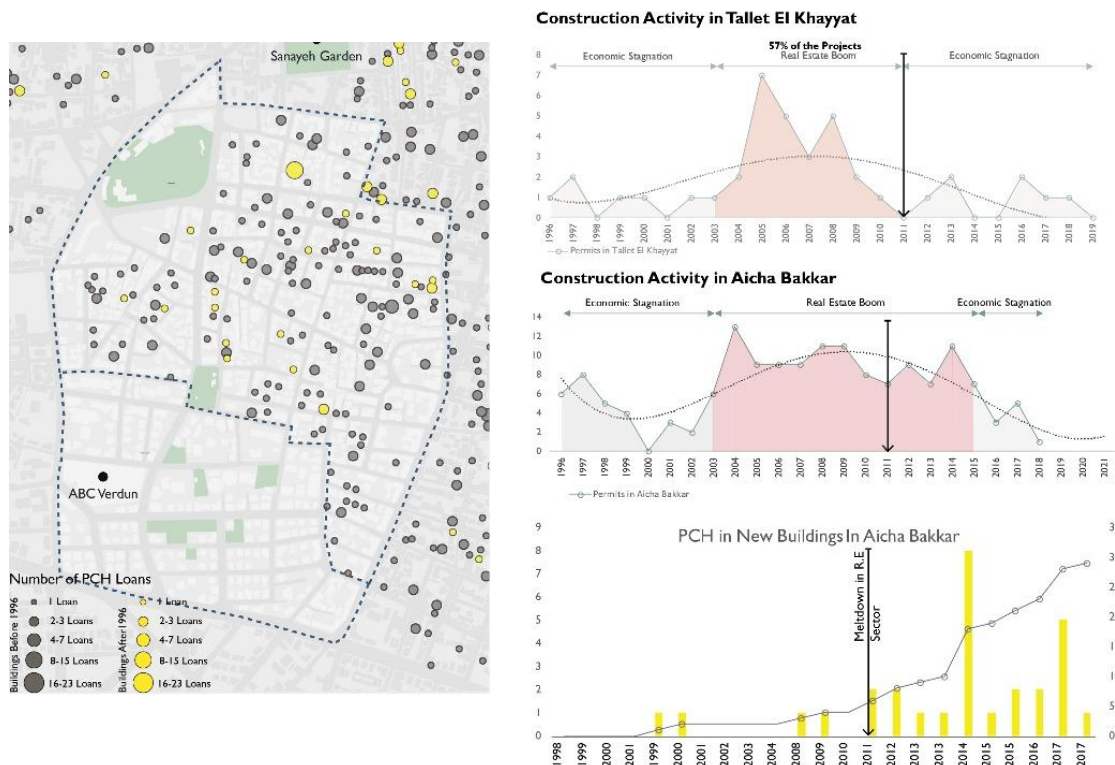 Sanayeh Garden
ABC Verdun
Number of PCH Loans
Buildings Before 1996
1 Loan
2-3 Loans
4-7 Loans
8-15 Loans
16-23 Loans
Buildings After 1996
1 Loan
2-3 Loans
4-7 Loans
8-15 Loans
16-23 Loans
Construction Activity in Tallet El Khayyat
57% of the Projects
Economic Stagnation Real Estate Boom Economic Stagnation
8
7
6
5
4
3
2
1
0
1996 1997 1998 1999 2000 2001 2002 2003 2004 2005 2006 2007 2008 2009 2010 2011 2012 2013 2014 2015 2016 2017 2018 2019
Permits in Tallet El Khayyat
Construction Activity in Aicha Bakkar
Economic Stagnation Real Estate Boom Economic Stagnation
14
12
10
8
6
4
2
0
1996 1997 1998 1999 2000 2001 2002 2003 2004 2005 2006 2007 2008 2009 2010 2011 2012 2013 2014 2015 2016 2017 2018 2019 2020 2021
Permits in Aicha Bakkar
PCH in New Buildings In Aicha Bakkar
Meltdown in R.E
Sector
9
8
7
6
5
4
3
2
1
0
3
3
2
2
1
1
5
0
1998 2000 2001 1999 2000 2001 2002 2004 2008 2009 2010 2011 2012 2013 2013 2014 2015 2015 2016 2017 2017